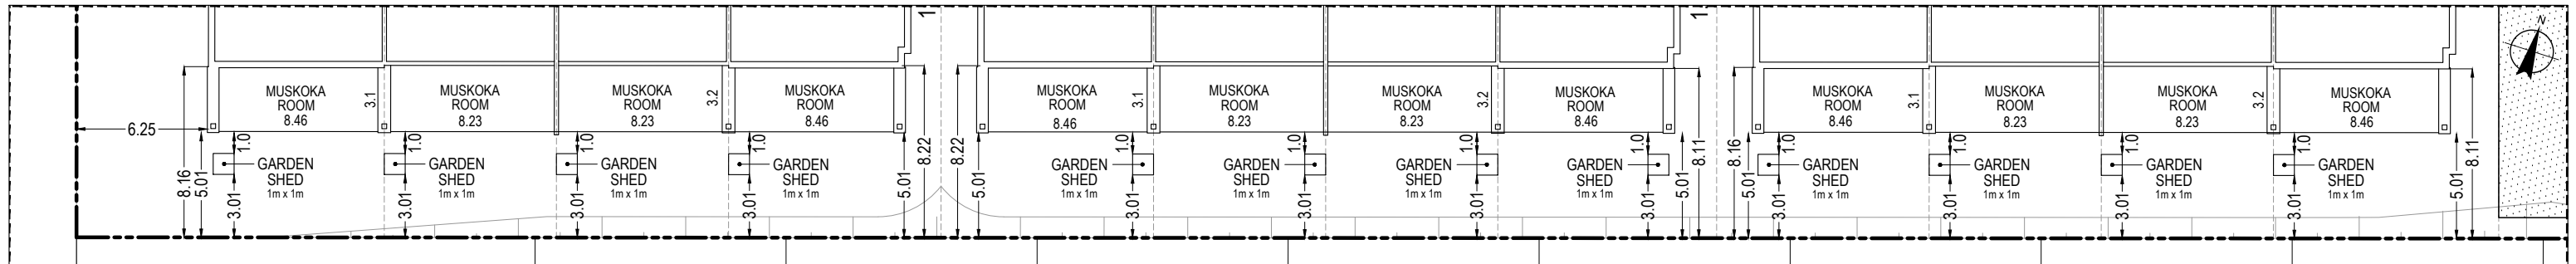 1
1
N
MUSKOKA
ROOM
8.46
3.1
MUSKOKA
ROOM
8.23
MUSKOKA
ROOM
8.23
3.2
MUSKOKA
ROOM
8.46
MUSKOKA
ROOM
8.46
3.1
MUSKOKA
ROOM
8.23
MUSKOKA
ROOM
8.23
3.2
MUSKOKA
ROOM
8.46
MUSKOKA
ROOM
8.46
3.1
MUSKOKA
ROOM
8.23
MUSKOKA
ROOM
8.23
3.2
MUSKOKA
ROOM
8.46
6.25
8.16
5.01
1.0
3.01
GARDEN
SHED
1m x 1m
1.0
3.01
GARDEN
SHED
1m x 1m
1.0
3.01
GARDEN
SHED
1m x 1m
1.0
3.01
GARDEN
SHED
1m x 1m
5.01
8.22
8.22
5.01
GARDEN
SHED
1m x 1m
1.0
3.01
GARDEN
SHED
1m x 1m
1.0
3.01
GARDEN
SHED
1m x 1m
1.0
3.01
GARDEN
SHED
1m x 1m
1.0
3.01
5.01
8.11
8.16
5.01
1.0
3.01
GARDEN
SHED
1m x 1m
1.0
3.01
GARDEN
SHED
1m x 1m
1.0
3.01
GARDEN
SHED
1m x 1m
1.0
3.01
GARDEN
SHED
1m x 1m
5.01
8.11